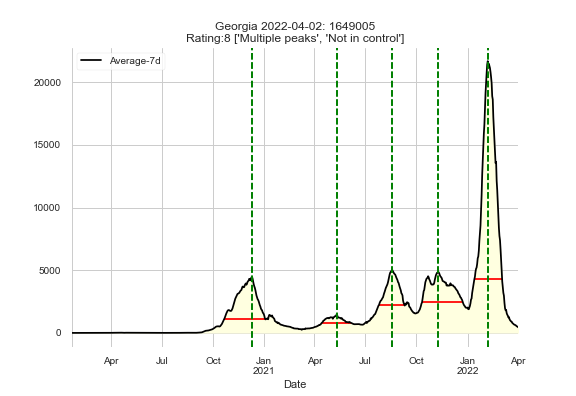 Georgia 2022-04-02: 1649005
Rating:8 ['Multiple peaks', 'Not in control']
Average-7d
20000
15000
10000
5000
0
Apr Jul Oct Jan Apr Jul Oct Jan Apr
2021 2022
Date